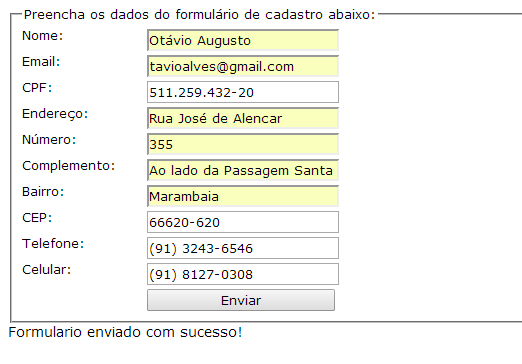 Preencha os dados do formulário de cadastro abaixo:
Nome: Otávio Augusto
Email: tavioalves@gmail.com
CPF: 511.259.432-20
Endereço: Rua José de Alencar
Número: 355
Complemento: Ao lado da Passagem Santa
Bairro: Marambaia
CEP: 66620-620
Telefone: (91) 3243-6546
Celular: (91) 8127-0308
Enviar
Formulario enviado com sucesso!